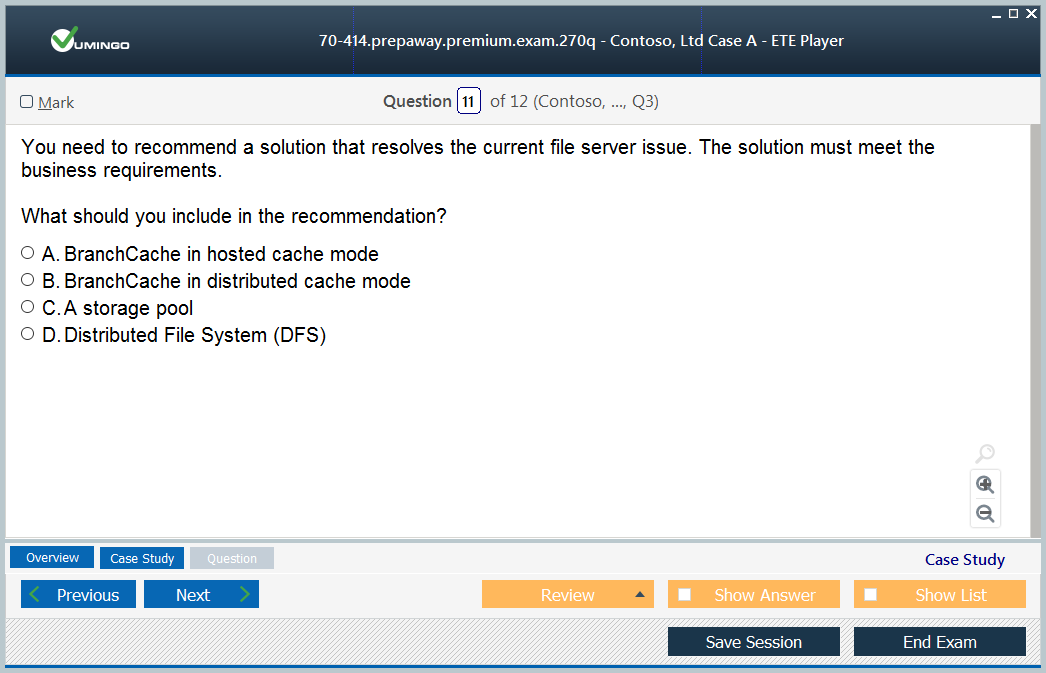 VUMINGO
70-414.prepaway.premium.exam.270q - Contoso, Ltd Case A - ETE Player
Mark
Question 11 of 12 (Contoso, ..., Q3)
You need to recommend a solution that resolves the current file server issue. The solution must meet the
business requirements.
What should you include in the recommendation?
A. BranchCache in hosted cache mode
B. BranchCache in distributed cache mode
C. A storage pool
D. Distributed File System (DFS)
Overview Case Study Question Case Study
Previous Next Review Show Answer Show List
Save Session End Exam